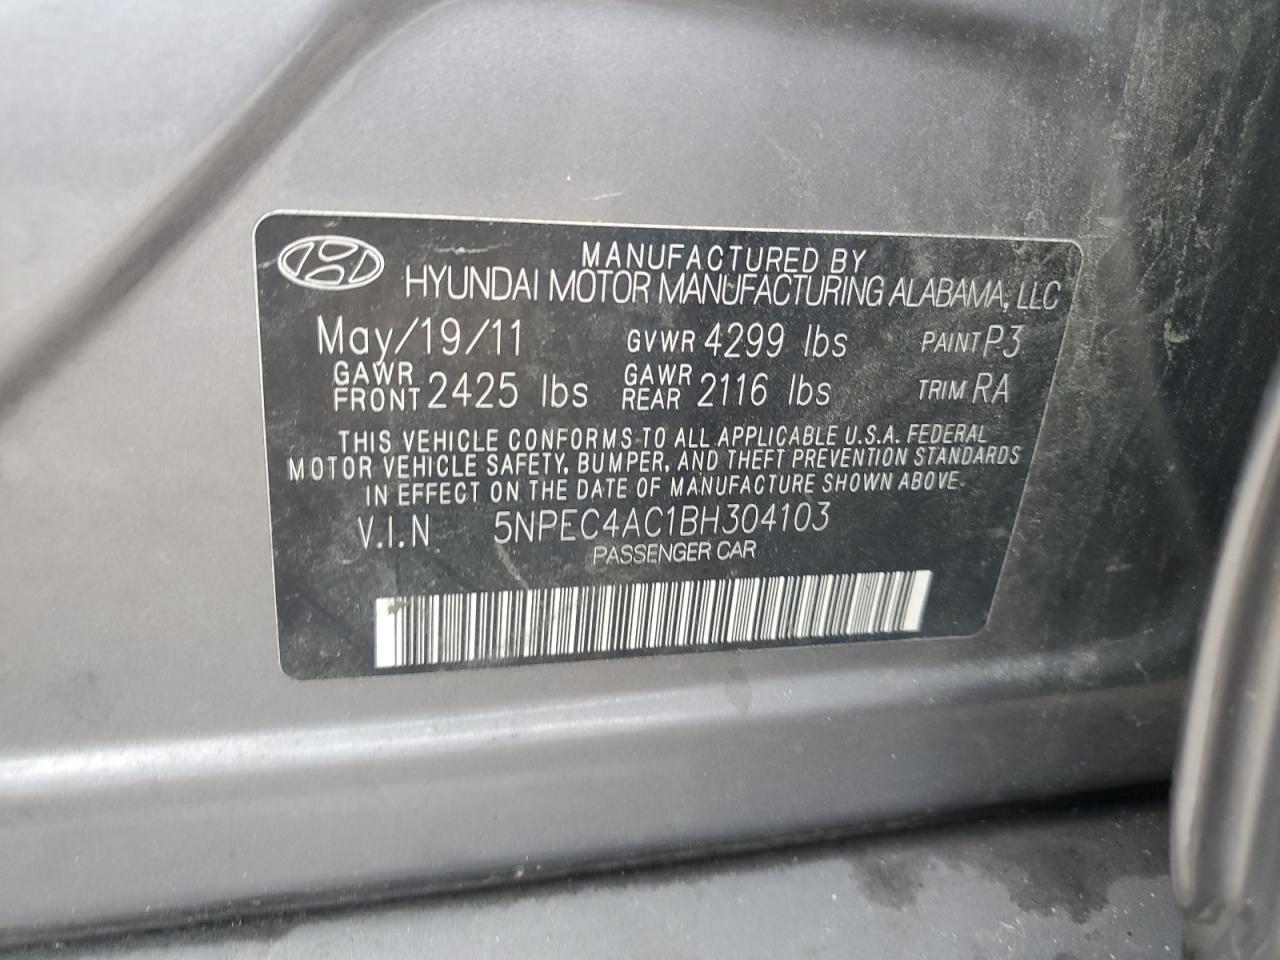 MANUFACTURED BY
HYUNDAI MOTOR MANUFACTURING ALABAMA, LLC
May/19/11 GVWR 4299 lbs PAINT P3
GAWR FRONT 2425 lbs GAWR REAR 2116 lbs TRIM RA
THIS VEHICLE CONFORMS TO ALL APPLICABLE U.S.A. FEDERAL
MOTOR VEHICLE SAFETY, BUMPER, AND THEFT PREVENTION STANDARDS
IN EFFECT ON THE DATE OF MANUFACTURE SHOWN ABOVE.
V.I.N 5NPEC4AC1BH304103
PASSENGER CAR